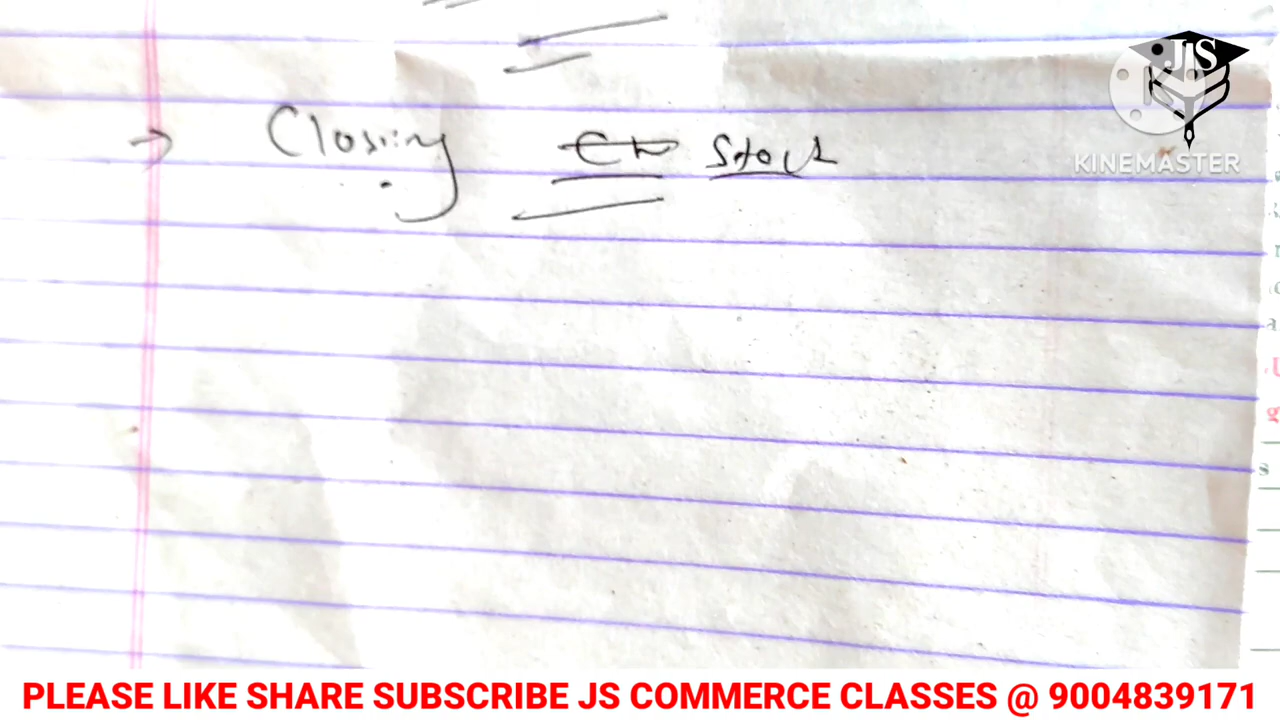 JS
KINEMASTER
→ Closing Stock
PLEASE LIKE SHARE SUBSCRIBE JS COMMERCE CLASSES @ 9004839171